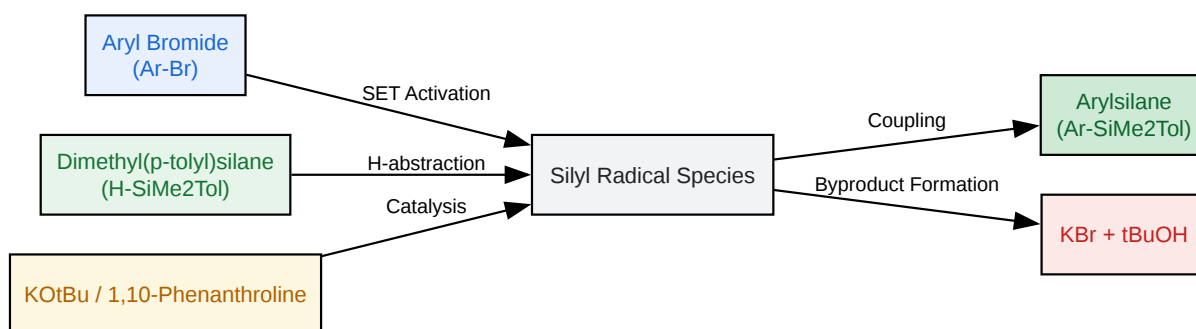 Aryl Bromide
(Ar-Br)
SET Activation
Dimethyl(p-tolyl)silane
(H-SiMe2Tol)
H-abstraction
Catalysis
KOtBu / 1,10-Phenanthroline
Silyl Radical Species
Coupling
Byproduct Formation
Arylsilane
(Ar-SiMe2Tol)
KBr + tBuOH